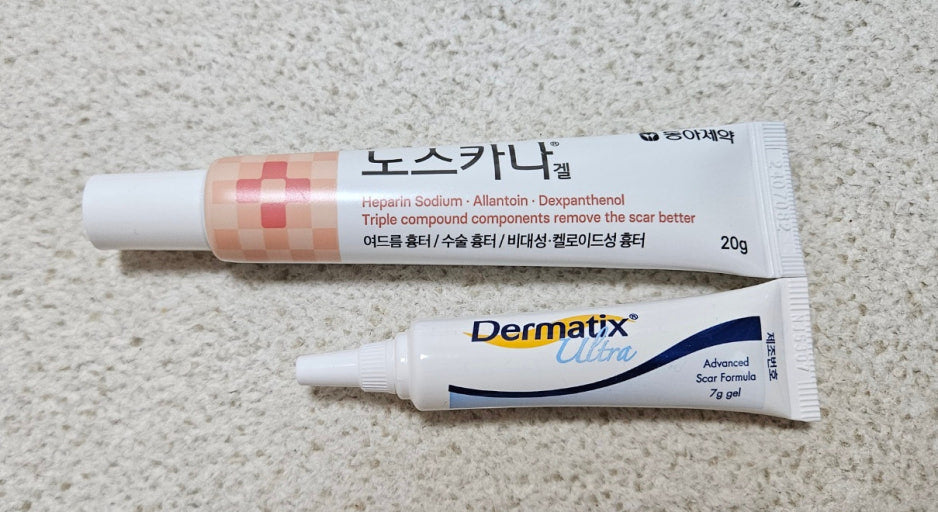 동아제약
노스카나®겔
Heparin Sodium · Allantoin · Dexpanthenol
Triple compound components remove the scar better
여드름 흉터 / 수술 흉터 / 비대성·켈로이드성 흉터
20g
Dermatix®
Ultra
Advanced
Scar Formula
7g gel
제조번호